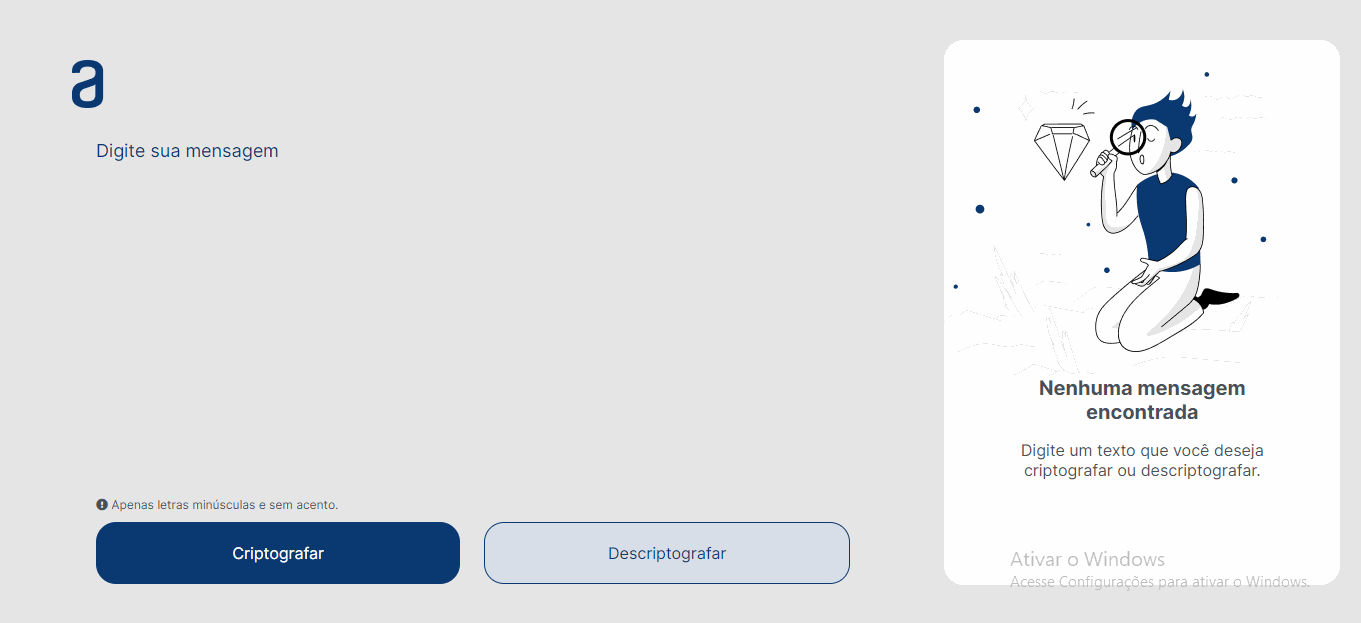 a
Digite sua mensagem
Apenas letras minúsculas e sem acento.
Criptografar
Descriptografar
Nenhuma mensagem
encontrada
Digite um texto que você deseja
criptografar ou descriptografar.
Ativar o Windows
Acesse Configurações para ativar o Windows.